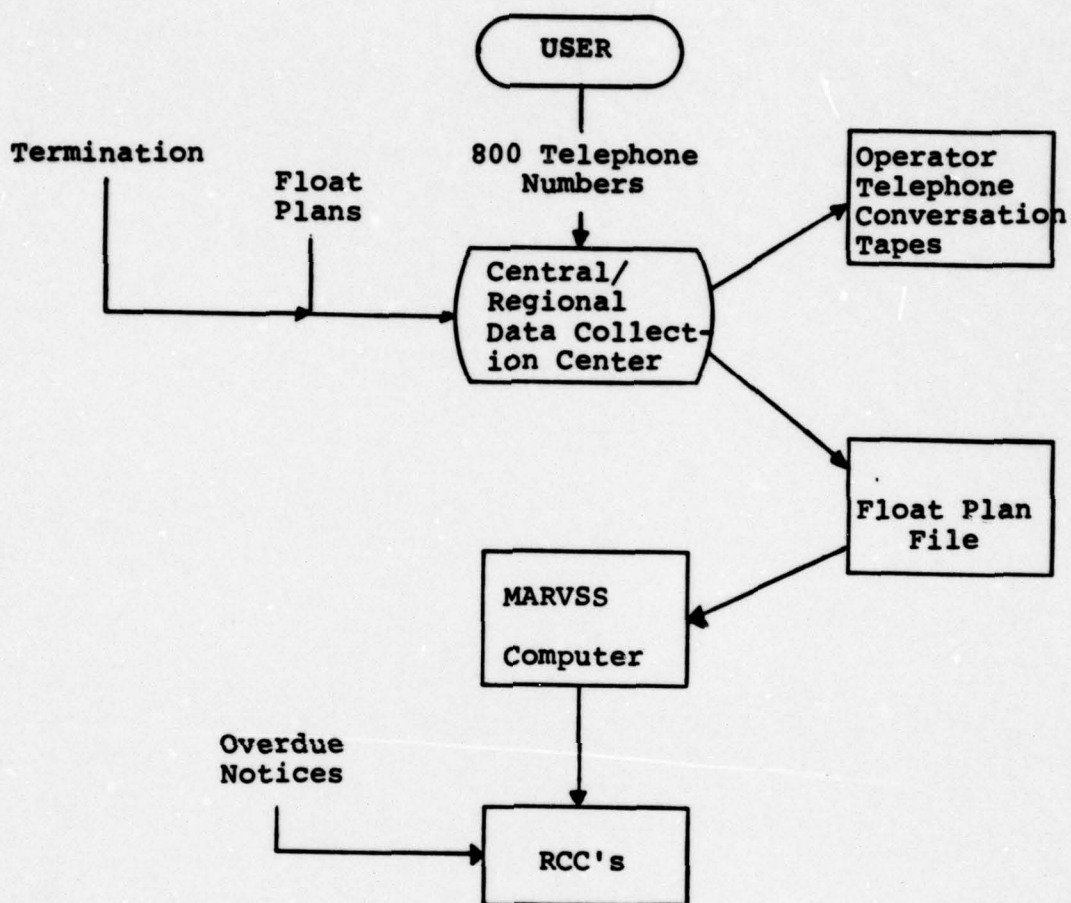 USER
Termination
Float
Plans
800 Telephone
Numbers
Operator
Telephone
Conversation
Tapes
Central/
Regional
Data Collect-
ion Center
Float Plan
File
MARVSS
Computer
Overdue
Notices
RCC's